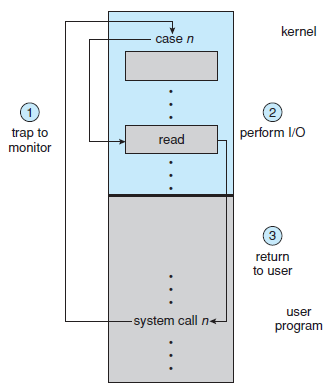 kernel
case n
1
trap to
monitor
2
perform I/O
read
3
return
to user
user
program
system call n